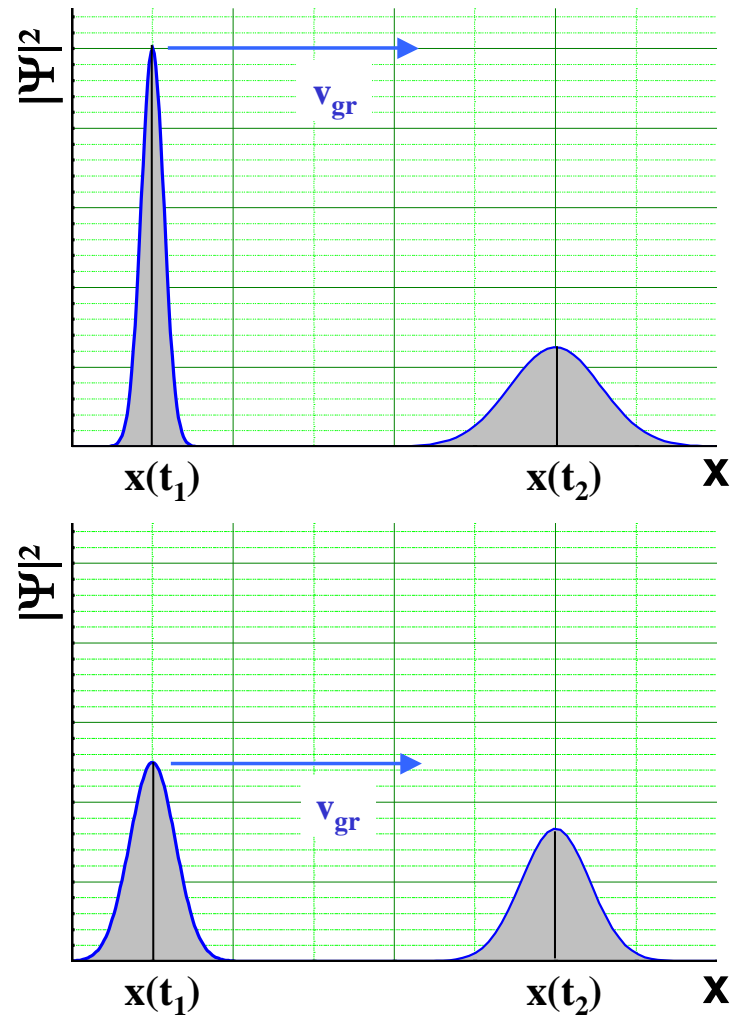 |Ψ|²
v_gr
x(t₁) x(t₂) X
|Ψ|²
v_gr
x(t₁) x(t₂) X